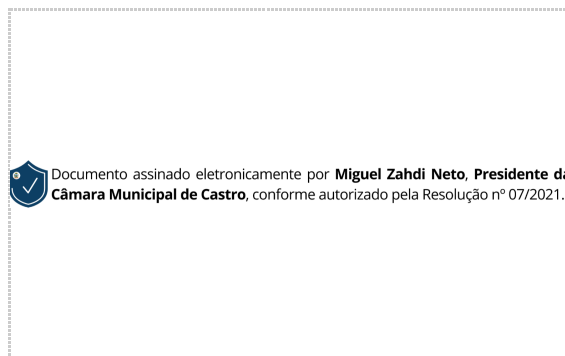 Documento assinado eletronicamente por Miguel Zahdi Neto, Presidente da
Câmara Municipal de Castro, conforme autorizado pela Resolução nº 07/2021.